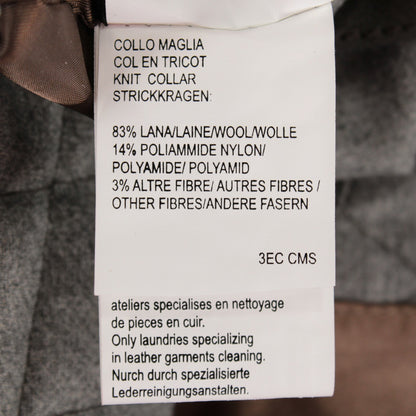 COLLO MAGLIA
COL EN TRICOT
KNIT COLLAR
STRICKKRAGEN:
83% LANA/LAINE/WOOL/WOLLE
14% POLIAMMIDE NYLON/
POLYAMIDE/ POLYAMID
3% ALTRE FIBRE/ AUTRES FIBRES /
OTHER FIBRES/ANDERE FASERN
3EC CMS
ateliers specialises en nettoyage
de pieces en cuir.
Only laundries specializing
in leather garments cleaning.
Nurch durch spezialisierte
Lederreinigungsanstalten.